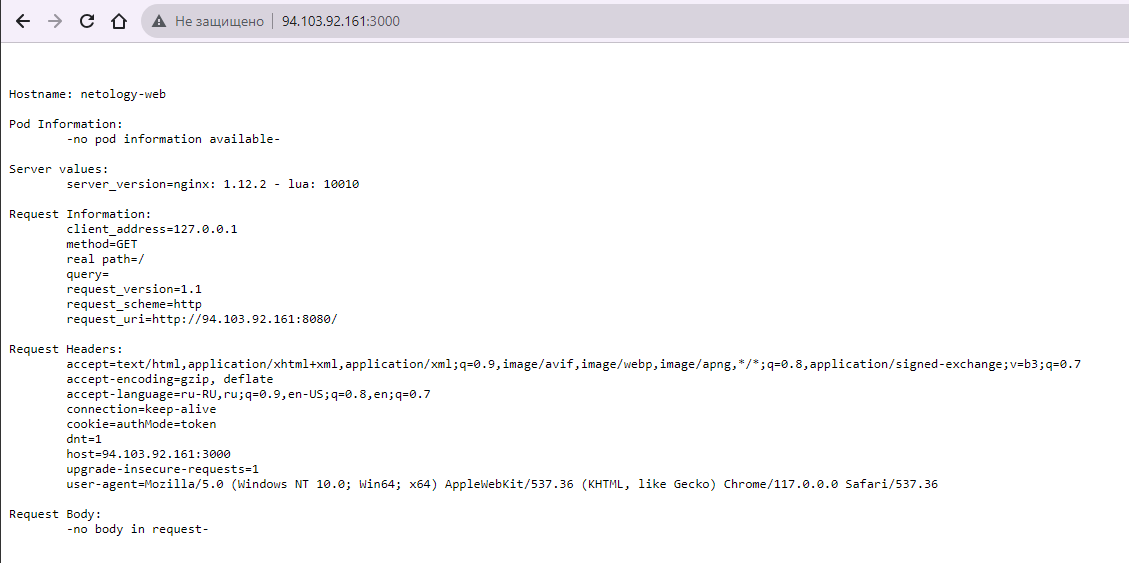 Не защищено 94.103.92.161:3000
Hostname: netology-web
Pod Information:
-no pod information available-
Server values:
server_version=nginx: 1.12.2 - lua: 10010
Request Information:
client_address=127.0.0.1
method=GET
real path=/
query=
request_version=1.1
request_scheme=http
request_uri=http://94.103.92.161:8080/
Request Headers:
accept=text/html,application/xhtml+xml,application/xml;q=0.9,image/avif,image/webp,image/apng,*/*;q=0.8,application/signed-exchange;v=b3;q=0.7
accept-encoding=gzip, deflate
accept-language=ru-RU,ru;q=0.9,en-US;q=0.8,en;q=0.7
connection=keep-alive
cookie=authMode=token
dnt=1
host=94.103.92.161:3000
upgrade-insecure-requests=1
user-agent=Mozilla/5.0 (Windows NT 10.0; Win64; x64) AppleWebKit/537.36 (KHTML, like Gecko) Chrome/117.0.0.0 Safari/537.36
Request Body:
-no body in request-